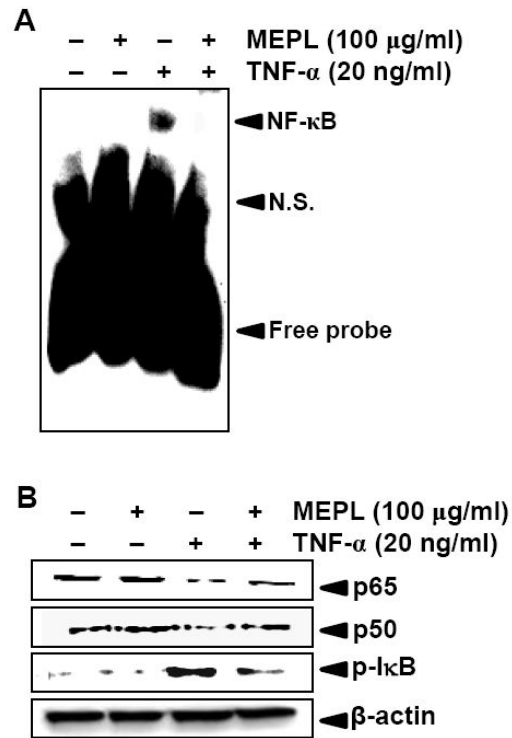 A
– + – + MEPL (100 μg/ml)
– – + + TNF-α (20 ng/ml)
NF-κB
N.S.
Free probe
B
– + – + MEPL (100 μg/ml)
– – + + TNF-α (20 ng/ml)
p65
p50
p-IκB
β-actin